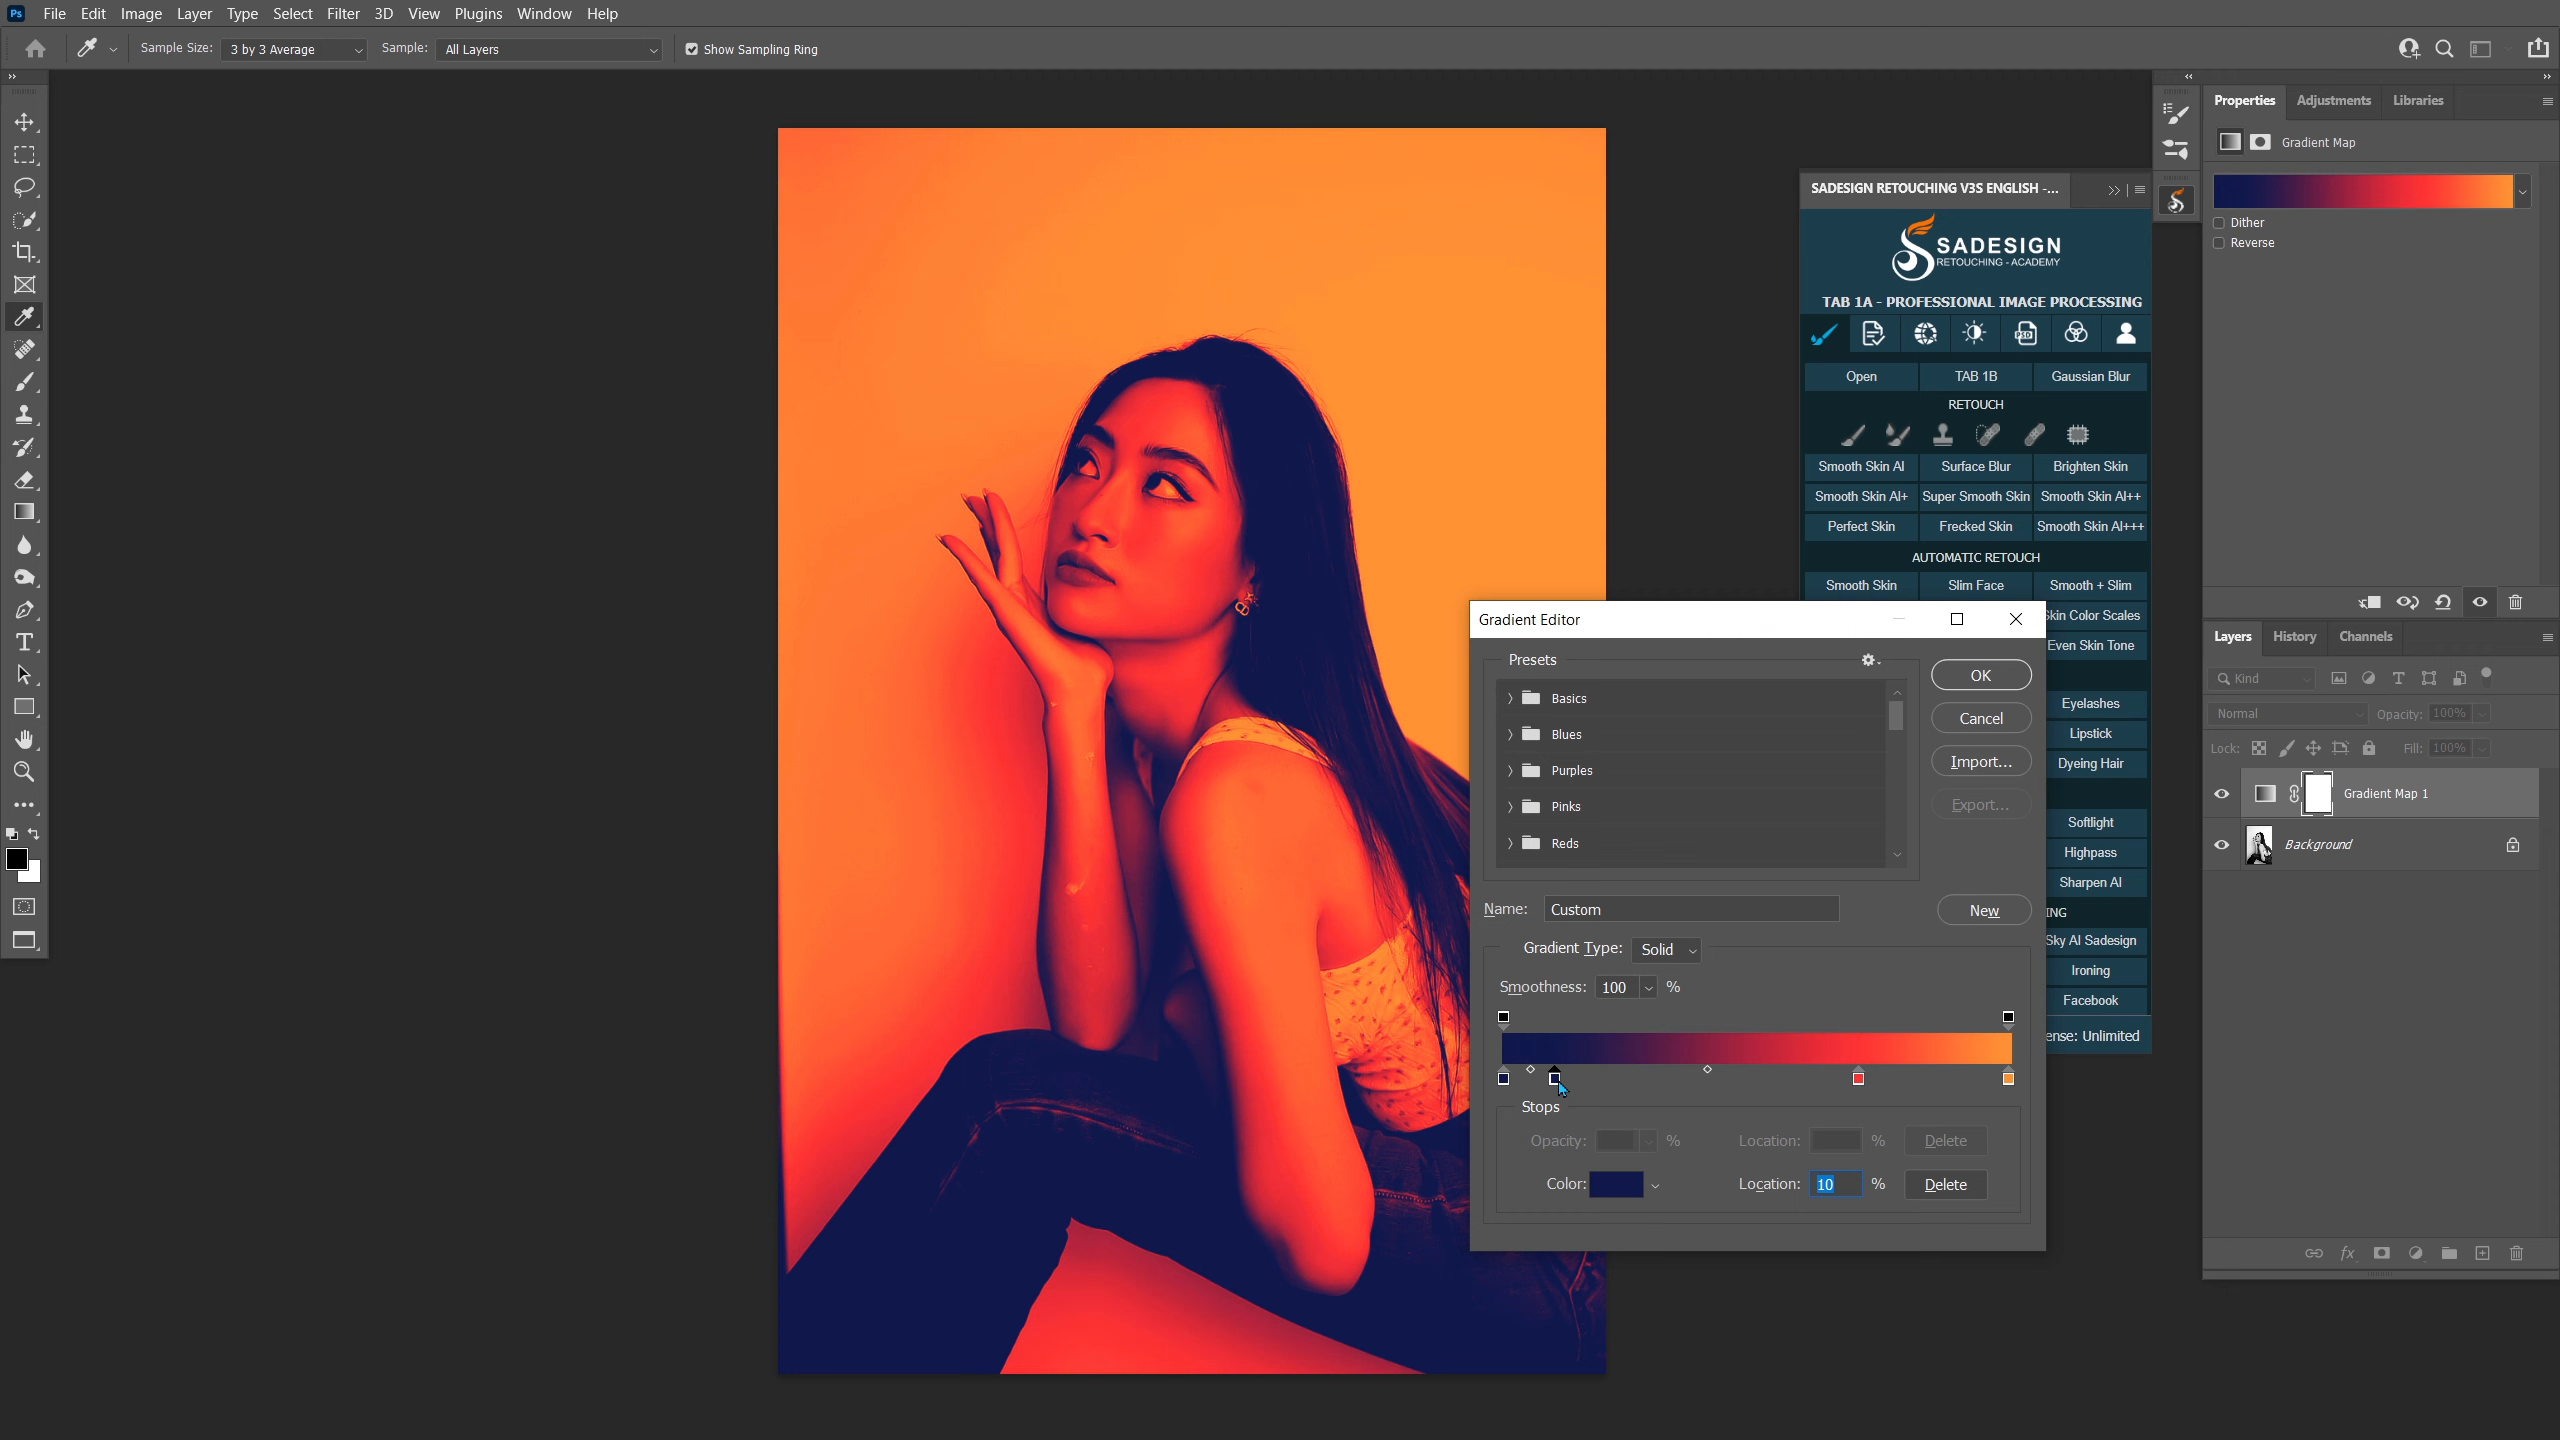 Ps File Edit Image Layer Type Select Filter 3D View Plugins Window Help
Sample Size: 3 by 3 Average Sample: All Layers Show Sampling Ring
Properties Adjustments Libraries
Gradient Map
Dither
Reverse
SADESIGN RETOUCHING V3S ENGLISH -...
SADESIGN
RETOUCHING - ACADEMY
TAB 1A - PROFESSIONAL IMAGE PROCESSING
PSD
Open TAB 1B Gaussian Blur
RETOUCH
Smooth Skin AI Surface Blur Brighten Skin
Smooth Skin AI+ Super Smooth Skin Smooth Skin AI++
Perfect Skin Frecked Skin Smooth Skin AI+++
AUTOMATIC RETOUCH
Smooth Skin Slim Face Smooth + Slim
Skin Color Scales
Even Skin Tone
Eyelashes
Lipstick
Dyeing Hair
Softlight
Highpass
Sharpen AI
ING
Sky AI Sadesign
Ironing
Facebook
ense: Unlimited
Gradient Editor
Presets
Basics
Blues
Purples
Pinks
Reds
OK
Cancel
Import...
Export...
Name: Custom New
Gradient Type: Solid
Smoothness: 100 %
Stops
Opacity: % Location: % Delete
Color: Location: 10 % Delete
Layers History Channels
Kind
Normal Opacity: 100%
Lock: Fill: 100%
Gradient Map 1
Background
fx